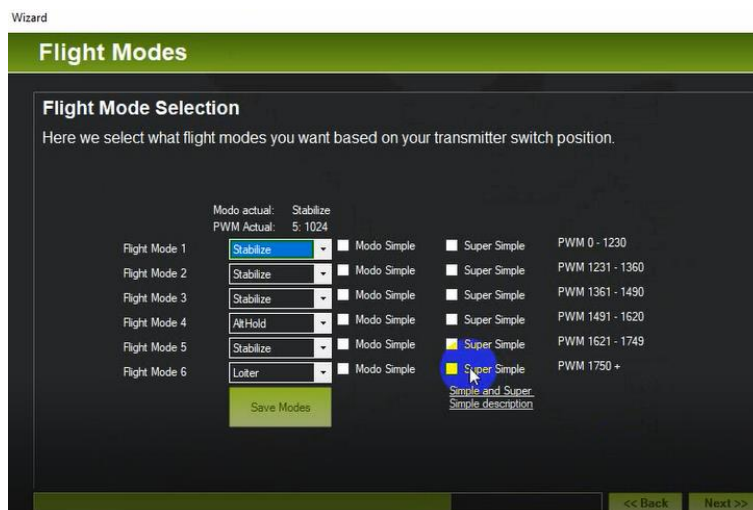 Wizard
Flight Modes
Flight Mode Selection
Here we select what flight modes you want based on your transmitter switch position.
Modo actual: Stabilize
PWM Actual: 5: 1024
Flight Mode 1 Stabilize Modo Simple Super Simple PWM 0 - 1230
Flight Mode 2 Stabilize Modo Simple Super Simple PWM 1231 - 1360
Flight Mode 3 Stabilize Modo Simple Super Simple PWM 1361 - 1490
Flight Mode 4 AltHold Modo Simple Super Simple PWM 1491 - 1620
Flight Mode 5 Stabilize Modo Simple Super Simple PWM 1621 - 1749
Flight Mode 6 Loiter Modo Simple Super Simple PWM 1750 +
Save Modes
Simple and Super
Simple description
<< Back Next >>